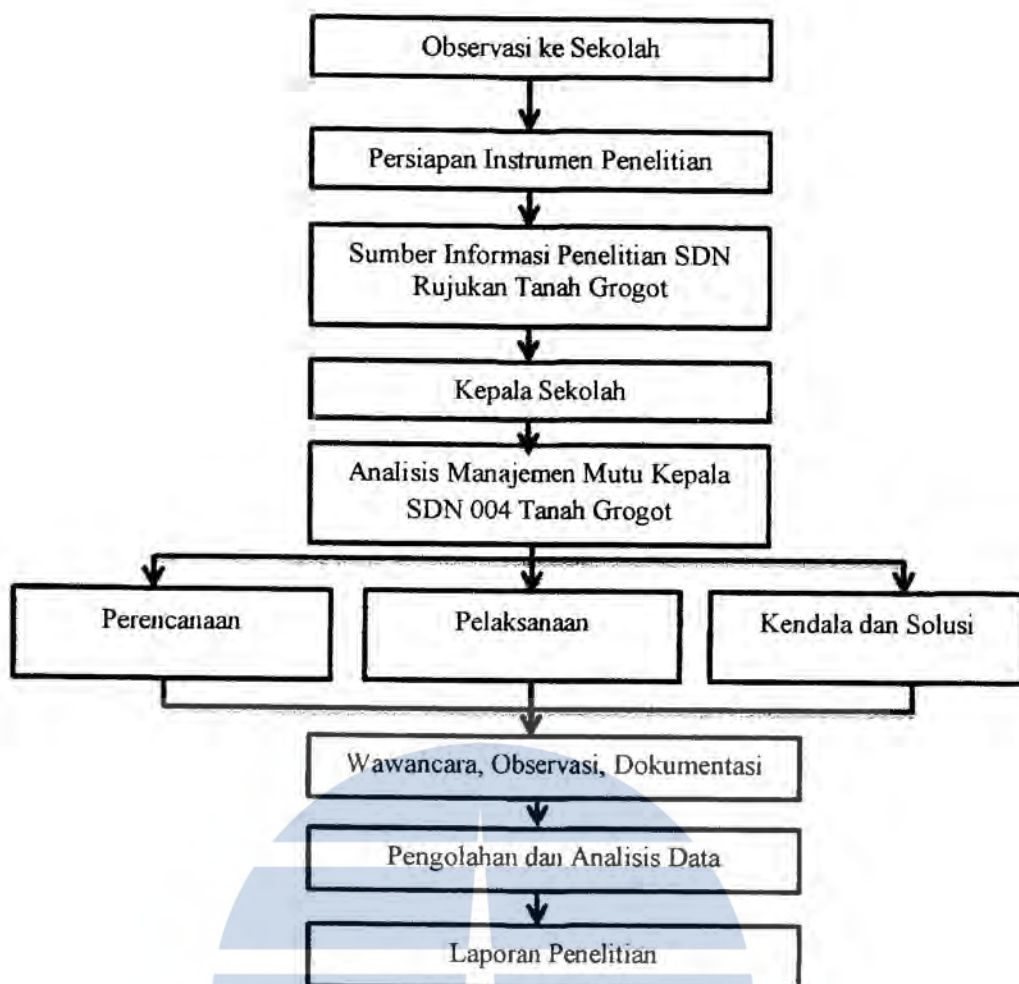 Observasi ke Sekolah
Persiapan Instrumen Penelitian
Sumber Informasi Penelitian SDN
Rujukan Tanah Grogot
Kepala Sekolah
Analisis Manajemen Mutu Kepala
SDN 004 Tanah Grogot
Perencanaan
Pelaksanaan
Kendala dan Solusi
Wawancara, Observasi, Dokumentasi
Pengolahan dan Analisis Data
Laporan Penelitian